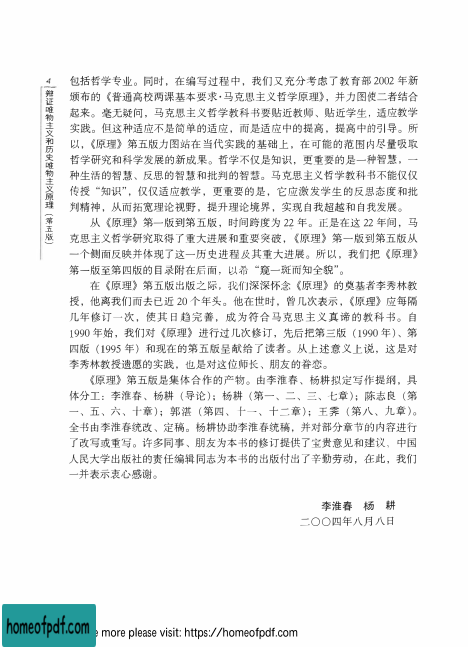 4
辩证唯物主义和历史唯物主义原理（第五版）
包括哲学专业。同时，在编写过程中，我们又充分考虑了教育部2002年新
颁布的《普通高校两课基本要求·马克思主义哲学原理》，并力图使二者结合
起来。毫无疑问，马克思主义哲学教科书要贴近教师、贴近学生，适应教学
实践。但这种适应不是简单的适应，而是适应中的提高，提高中的引导。所
以，《原理》第五版力图站在当代实践的基础上，在可能的范围内尽量吸取
哲学研究和科学发展的新成果。哲学不仅是知识，更重要的是一种智慧，一
种生活的智慧、反思的智慧和批判的智慧。马克思主义哲学教科书不能仅仅
传授“知识”，仅仅适应教学，更重要的是，它应激发学生的反思态度和批
判精神，从而拓宽理论视野，提升理论境界，实现自我超越和自我发展。
从《原理》第一版到第五版，时间跨度为22年。正是在这22年间，马
克思主义哲学研究取得了重大进展和重要突破，《原理》第一版到第五版从
一个侧面反映并体现了这一历史进程及其重大进展。所以，我们把《原理》
第一版至第四版的目录附在后面，以希“窥一斑而知全貌”。
在《原理》第五版出版之际，我们深深怀念《原理》的奠基者李秀林教
授，他离我们而去已近20个年头。他在世时，曾几次表示，《原理》应每隔
几年修订一次，使其日趋完善，成为符合马克思主义真谛的教科书。自
1990年始，我们对《原理》进行过几次修订，先后把第三版（1990年）、第
四版（1995年）和现在的第五版呈献给了读者。从上述意义上说，这是对
李秀林教授遗愿的实践，也是对这位师长、朋友的眷恋。
《原理》第五版是集体合作的产物。由李淮春、杨耕拟定写作提纲，具
体分工：李淮春、杨耕（导论）；杨耕（第一、二、三、七章）；陈志良（第
一、五、六、十章）；郭湛（第四、十一、十二章）；王霁（第八、九章）。
全书由李淮春统改、定稿。杨耕协助李淮春统稿，并对部分章节的内容进行
了改写或重写。许多同事、朋友为本书的修订提供了宝贵意见和建议，中国
人民大学出版社的责任编辑同志为本书的出版付出了辛勤劳动，在此，我们
一并表示衷心感谢。
李淮春 杨 耕
二〇〇四年八月八日
homeofpdf.com
e more please visit: https://homeofpdf.com